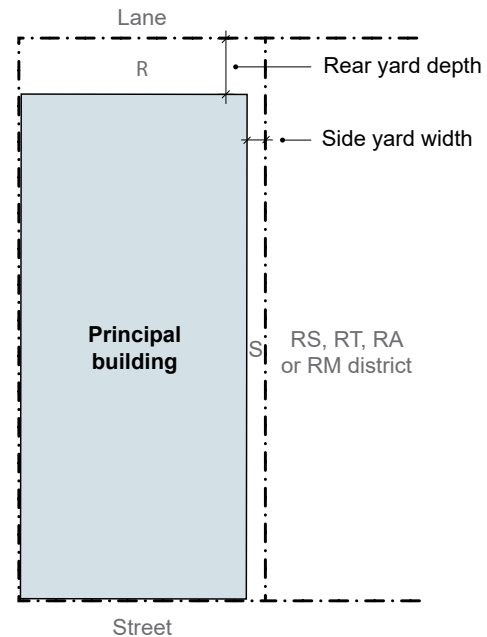 Lane
R
Rear yard depth
Side yard width
Principal
building
S
RS, RT, RA
or RM district
Street